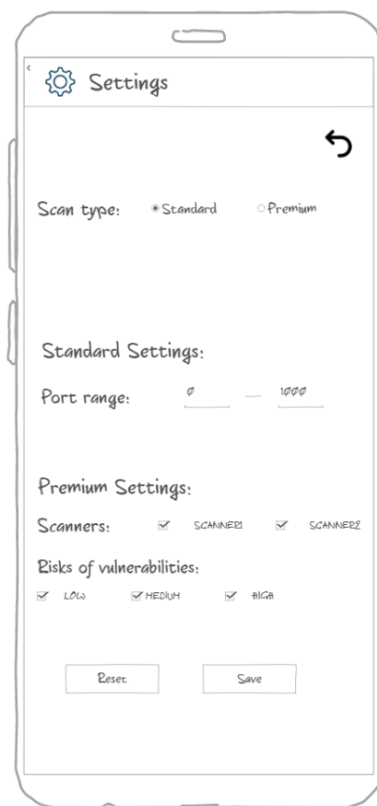 Settings
Scan type: Standard Premium
Standard Settings:
Port range: 0 — 1000
Premium Settings:
Scanners: SCANNER1 SCANNER2
Risks of vulnerabilities:
LOW MEDIUM HIGH
Reset Save